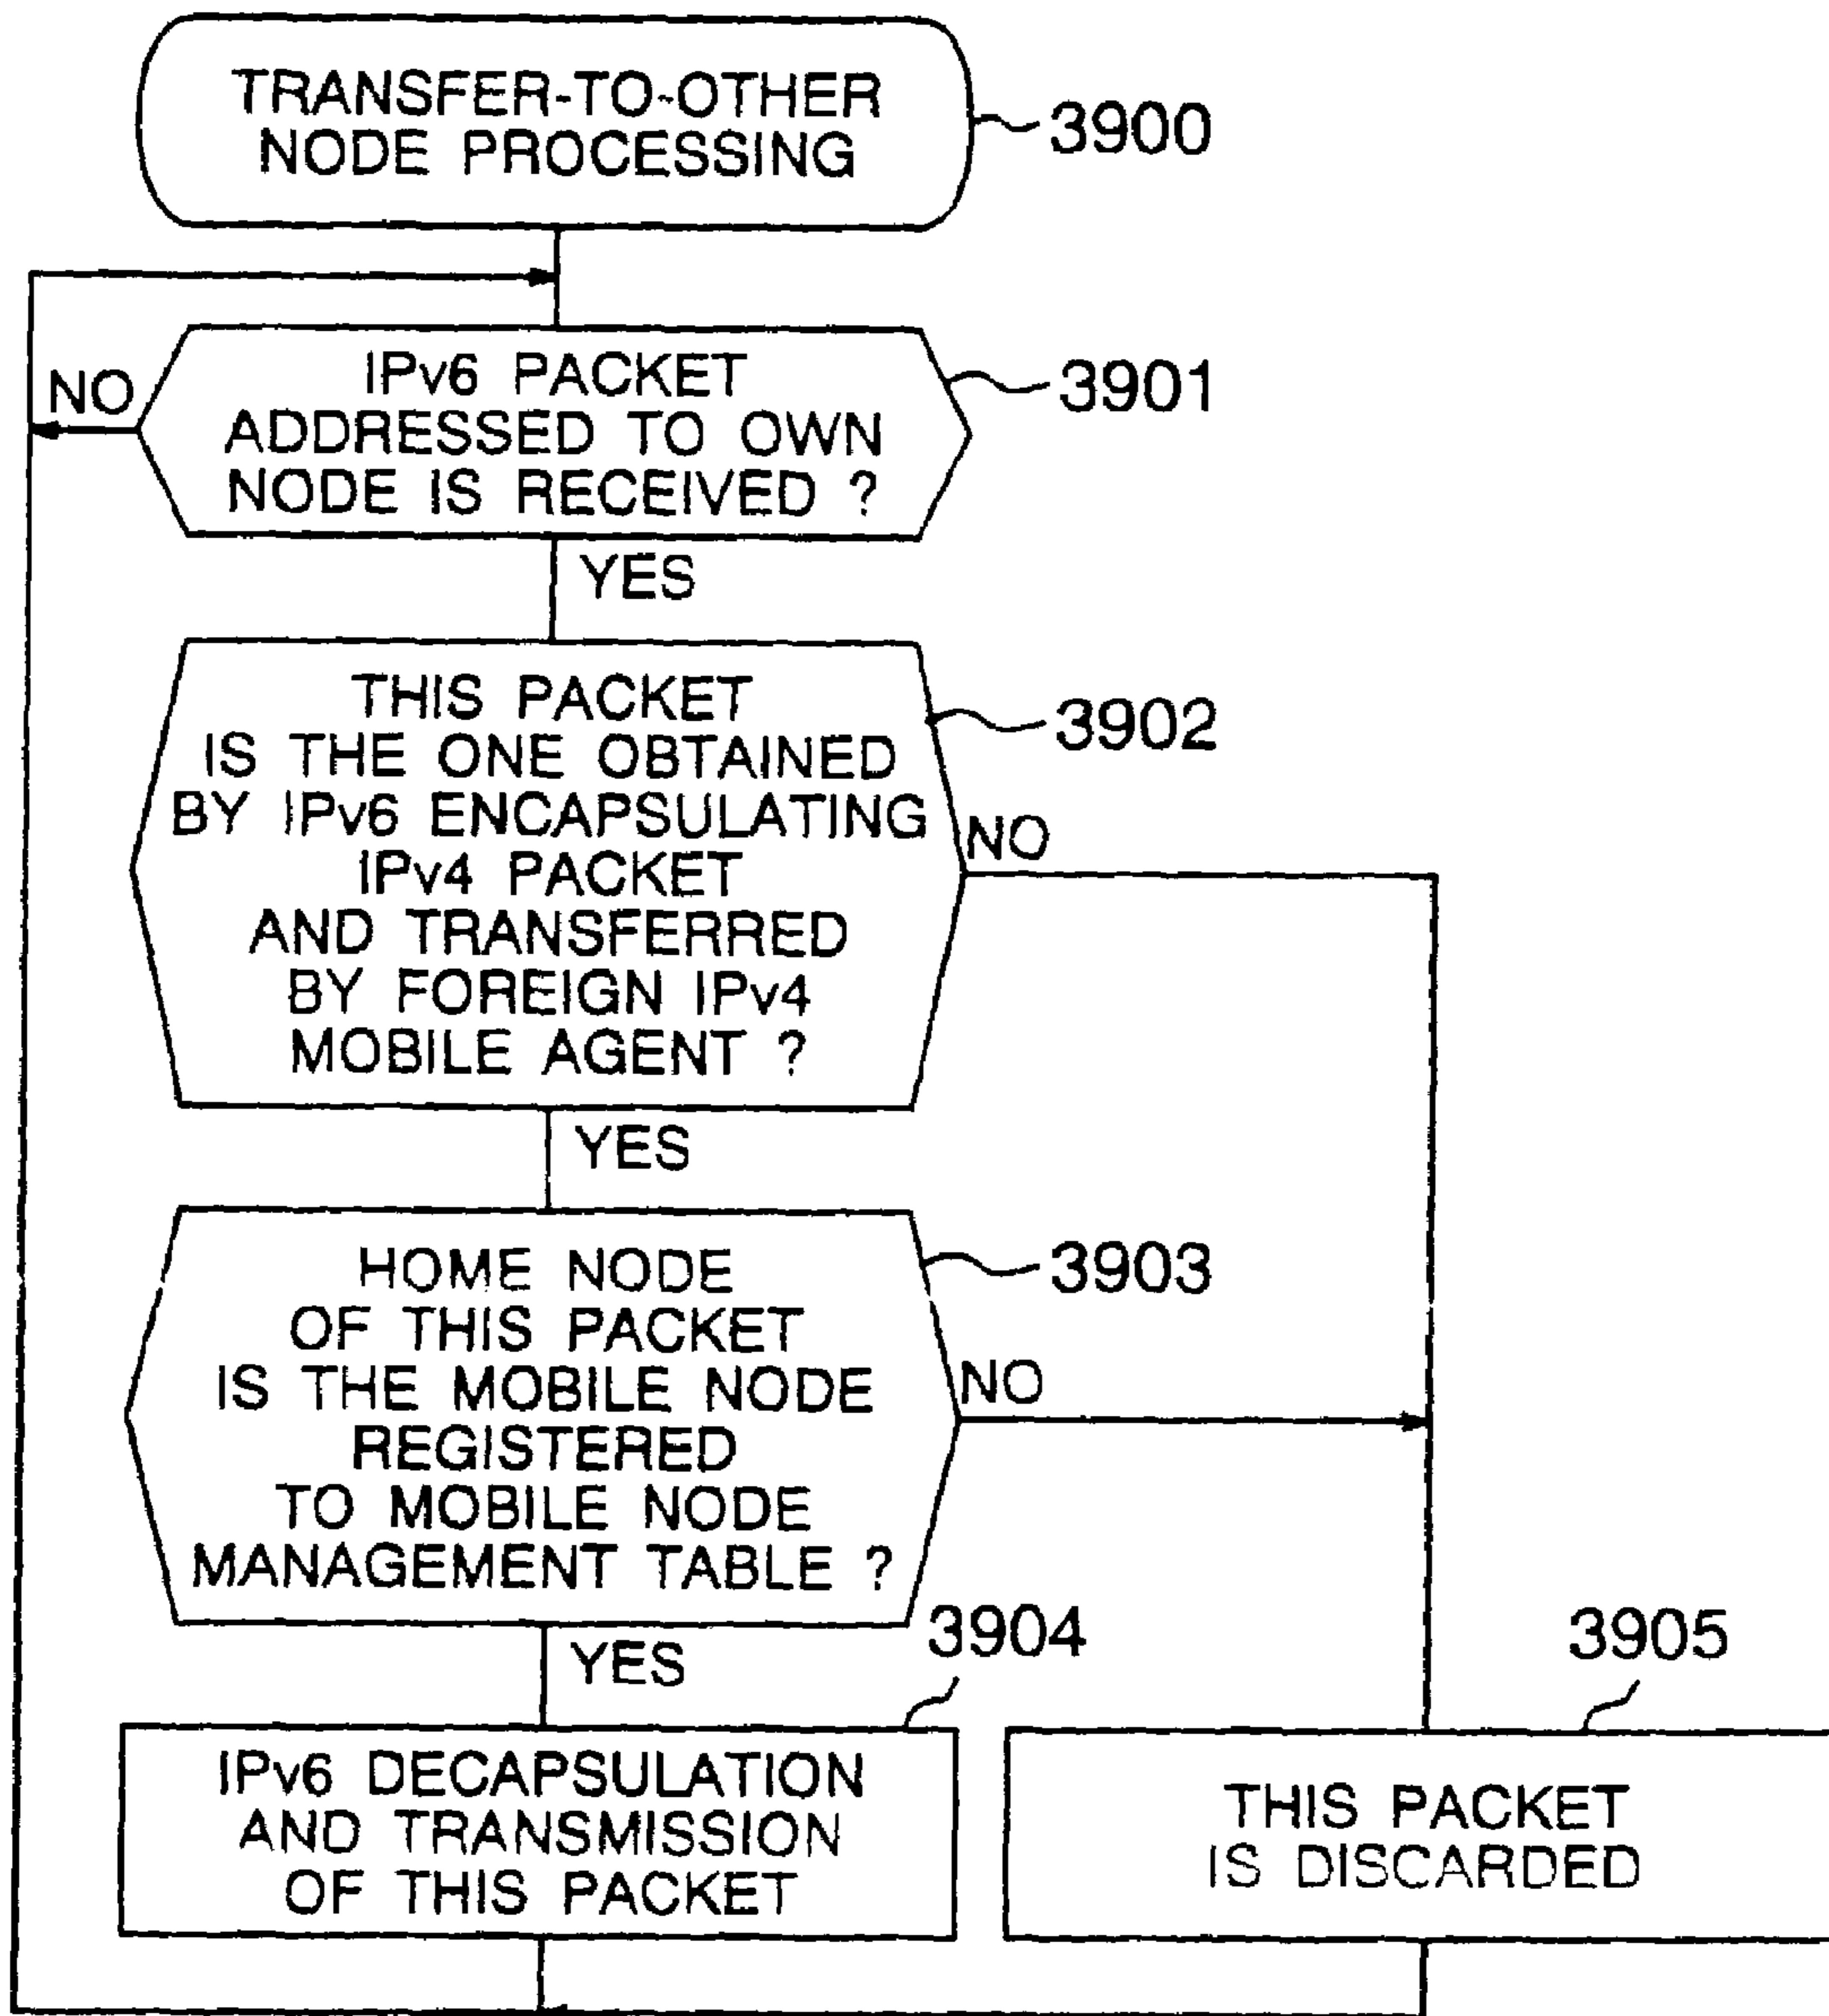 TRANSFER-TO-OTHER
NODE PROCESSING
3900
IPv6 PACKET
ADDRESSED TO OWN
NODE IS RECEIVED ?
3901
NO
YES
THIS PACKET
IS THE ONE OBTAINED
BY IPv6 ENCAPSULATING
IPv4 PACKET
AND TRANSFERRED
BY FOREIGN IPv4
MOBILE AGENT ?
3902
NO
YES
HOME NODE
OF THIS PACKET
IS THE MOBILE NODE
REGISTERED
TO MOBILE NODE
MANAGEMENT TABLE ?
3903
NO
YES
3904
IPv6 DECAPSULATION
AND TRANSMISSION
OF THIS PACKET
3905
THIS PACKET
IS DISCARDED